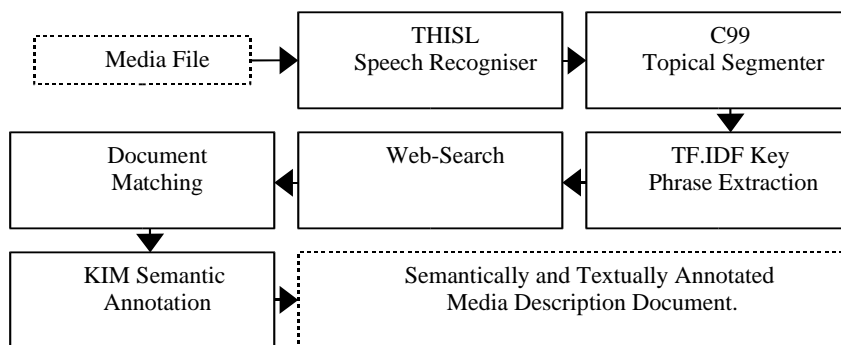 Media File
THISL
Speech Recogniser
C99
Topical Segmenter
TF.IDF Key
Phrase Extraction
Web-Search
Document
Matching
KIM Semantic
Annotation
Semantically and Textually Annotated
Media Description Document.